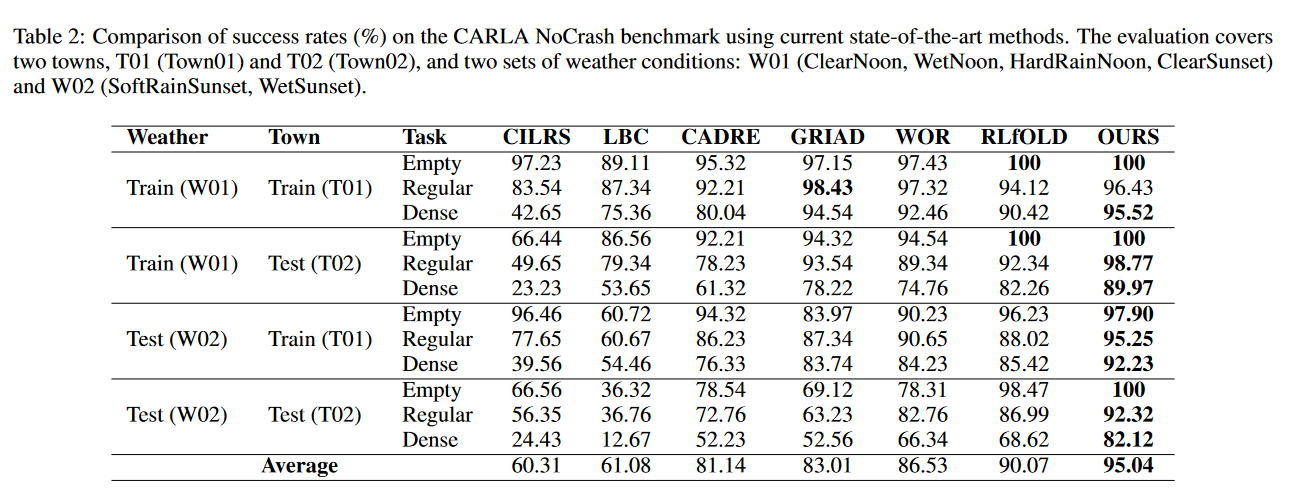 Table 2: Comparison of success rates (%) on the CARLA NoCrash benchmark using current state-of-the-art methods. The evaluation covers
two towns, T01 (Town01) and T02 (Town02), and two sets of weather conditions: W01 (ClearNoon, WetNoon, HardRainNoon, ClearSunset)
and W02 (SoftRainSunset, WetSunset).
Weather Town Task CILRS LBC CADRE GRIAD WOR RLfOLD OURS
Empty 97.23 89.11 95.32 97.15 97.43 100 100
Train (W01) Train (T01) Regular 83.54 87.34 92.21 98.43 97.32 94.12 96.43
Dense 42.65 75.36 80.04 94.54 92.46 90.42 95.52
Empty 66.44 86.56 92.21 94.32 94.54 100 100
Train (W01) Test (T02) Regular 49.65 79.34 78.23 93.54 89.34 92.34 98.77
Dense 23.23 53.65 61.32 78.22 74.76 82.26 89.97
Empty 96.46 60.72 94.32 83.97 90.23 96.23 97.90
Test (W02) Train (T01) Regular 77.65 60.67 86.23 87.34 90.65 88.02 95.25
Dense 39.56 54.46 76.33 83.74 84.23 85.42 92.23
Empty 66.56 36.32 78.54 69.12 78.31 98.47 100
Test (W02) Test (T02) Regular 56.35 36.76 72.76 63.23 82.76 86.99 92.32
Dense 24.43 12.67 52.23 52.56 66.34 68.62 82.12
Average 60.31 61.08 81.14 83.01 86.53 90.07 95.04